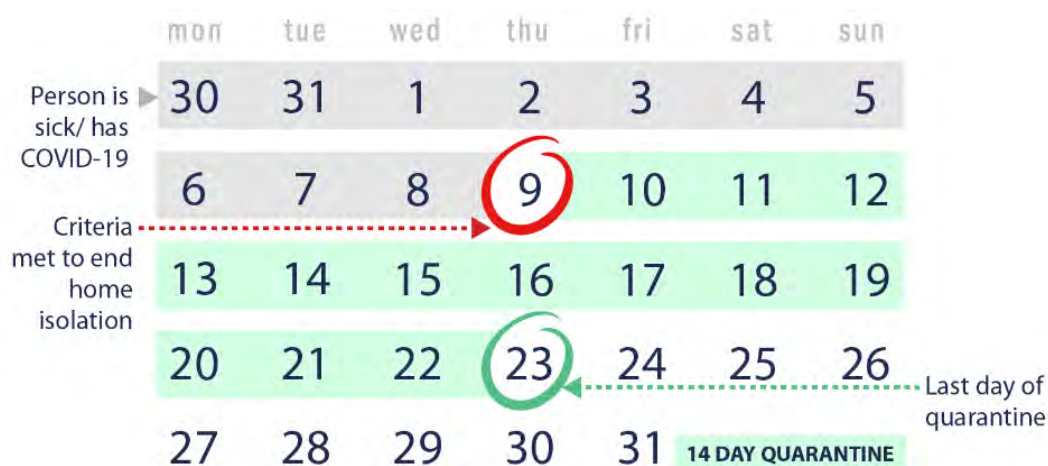 mon tue wed thu fri sat sun
Person is
sick/ has
COVID-19
30 31 1 2 3 4 5
6 7 8 9 10 11 12
Criteria
met to end
home
isolation
13 14 15 16 17 18 19
20 21 22 23 24 25 26
Last day of
quarantine
27 28 29 30 31
14 DAY QUARANTINE